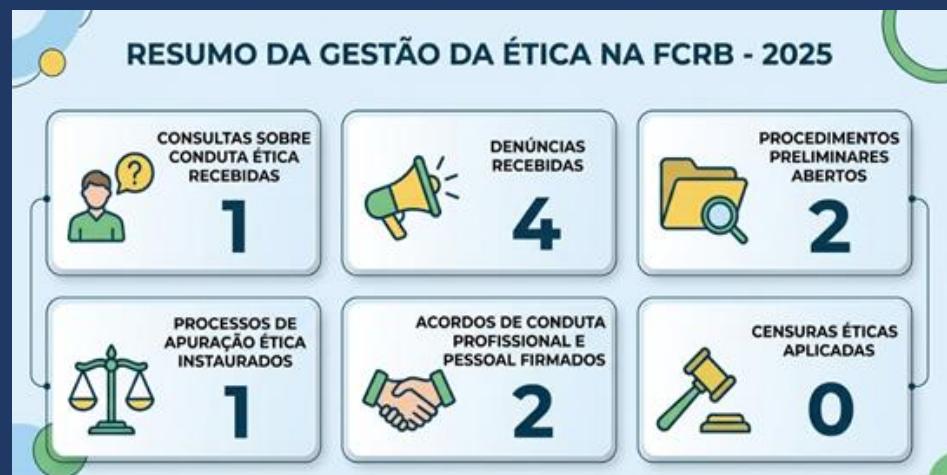 RESUMO DA GESTÃO DA ÉTICA NA FCRB - 2025
CONSULTAS SOBRE
CONDUTA ÉTICA
RECEBIDAS
1
DENÚNCIAS
RECEBIDAS
4
PROCEDIMENTOS
PRELIMINARES
ABERTOS
2
PROCESSOS DE
APURAÇÃO ÉTICA
INSTAURADOS
1
ACORDOS DE CONDUTA
PROFISSIONAL E
PESSOAL FIRMADOS
2
CENSURAS ÉTICAS
APLICADAS
0
?